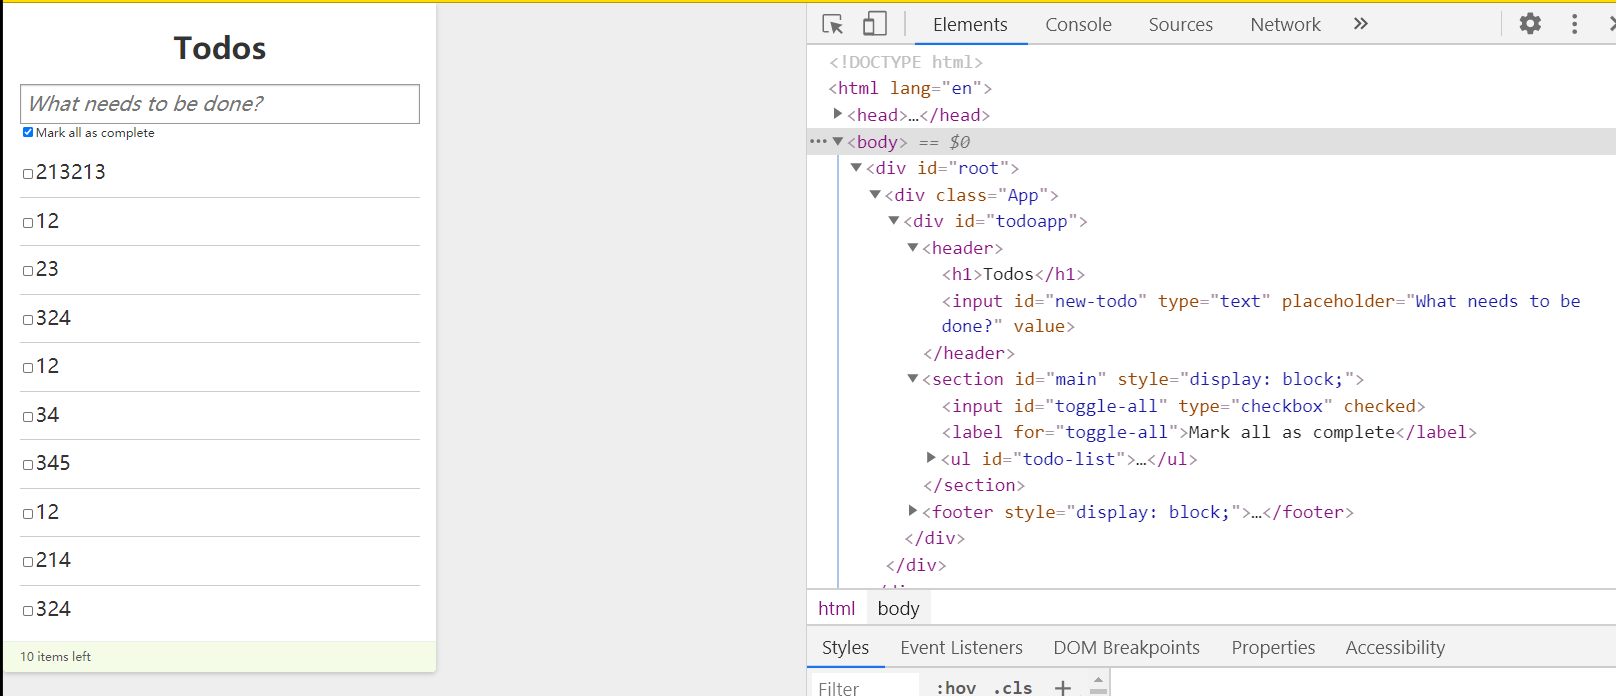 Todos
What needs to be done?
Mark all as complete
213213
12
23
324
12
34
345
12
214
324
10 items left
Elements Console Sources Network »
<!DOCTYPE html>
<html lang="en">
<head>…</head>
<body> == $0
<div id="root">
<div class="App">
<div id="todoapp">
<header>
<h1>Todos</h1>
<input id="new-todo" type="text" placeholder="What needs to be
done?" value>
</header>
<section id="main" style="display: block;">
<input id="toggle-all" type="checkbox" checked>
<label for="toggle-all">Mark all as complete</label>
<ul id="todo-list">…</ul>
</section>
<footer style="display: block;">…</footer>
</div>
</div>
html body
Styles Event Listeners DOM Breakpoints Properties Accessibility
Filter :hov .cls +